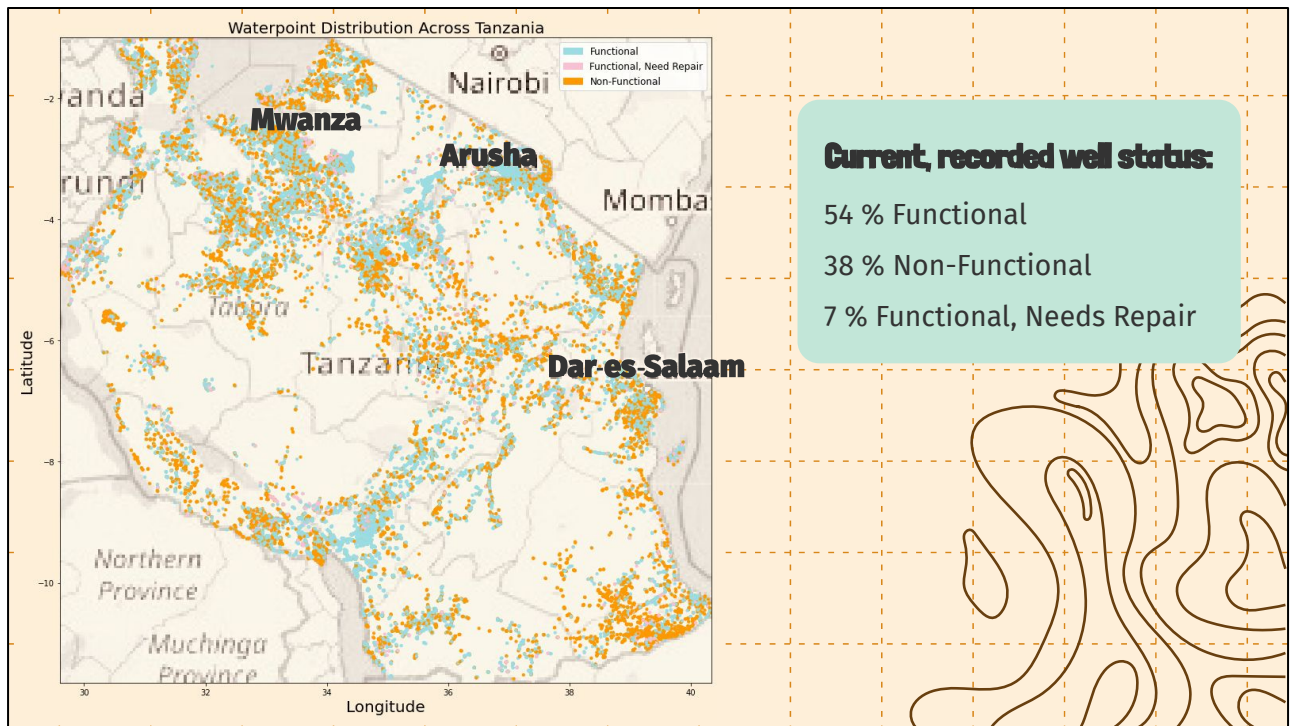 Waterpoint Distribution Across Tanzania
Functional
Functional, Need Repair
Non-Functional
Nairobi
anda
Mwanza
Arusha
rundi
Momba
Tabora
Tanzania
Dar-es-Salaam
Northern
Province
Muchinga
Province
−2
−4
−6
−8
−10
Latitude
30
32
34
36
38
40
Longitude
Current, recorded well status:
54 % Functional
38 % Non-Functional
7 % Functional, Needs Repair